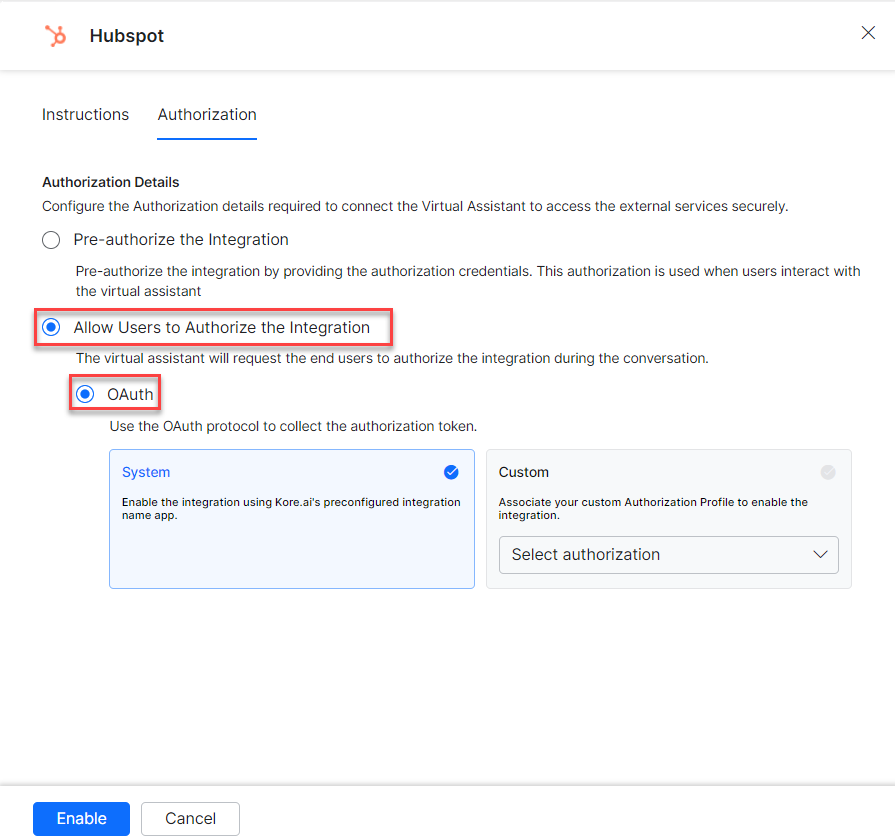 Hubspot
Instructions
Authorization
Authorization Details
Configure the Authorization details required to connect the Virtual Assistant to access the external services securely.
Pre-authorize the Integration
Pre-authorize the integration by providing the authorization credentials. This authorization is used when users interact with
the virtual assistant
Allow Users to Authorize the Integration
The virtual assistant will request the end users to authorize the integration during the conversation.
OAuth
Use the OAuth protocol to collect the authorization token.
System
Enable the integration using Kore.ai's preconfigured integration
name app.
Custom
Associate your custom Authorization Profile to enable the
integration.
Select authorization
Enable
Cancel